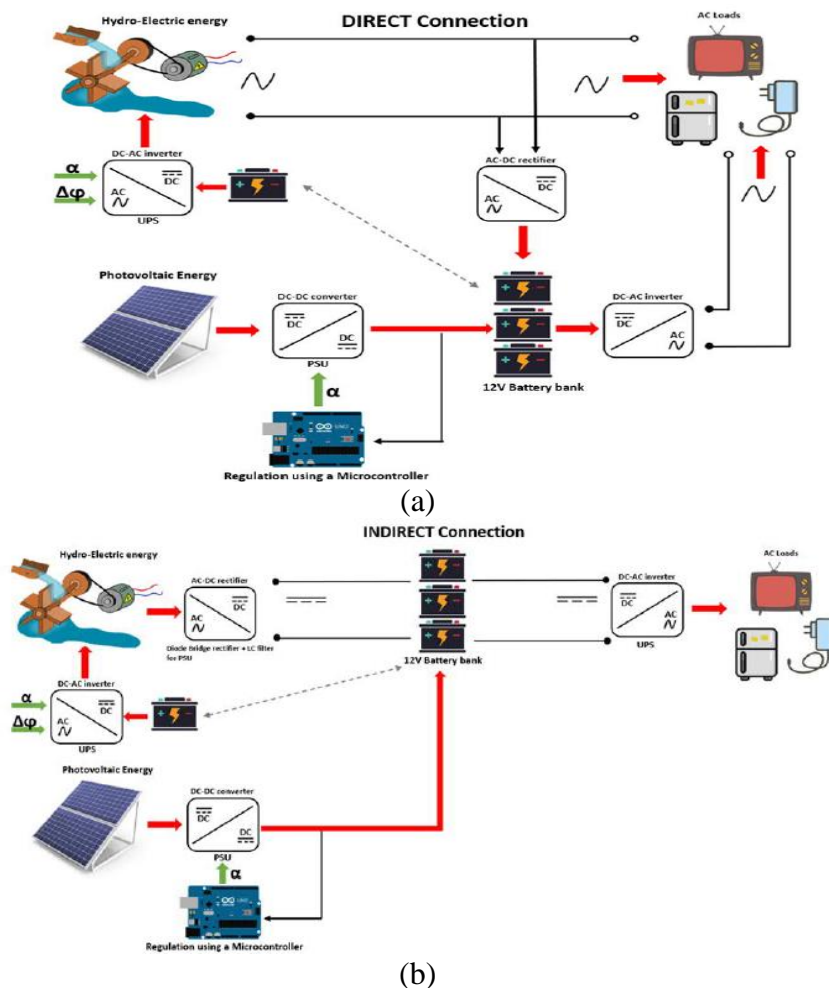 DIRECT Connection
Hydro-Electric energy
AC Loads
DC-AC inverter
α
Δφ
DC
AC
UPS
AC-DC rectifier
DC
AC
Photovoltaic Energy
DC-DC converter
DC
DC
PSU
α
12V Battery bank
DC-AC inverter
DC
AC
Regulation using a Microcontroller
(a)
INDIRECT Connection
Hydro-Electric energy
AC-DC rectifier
DC
AC
Diode Bridge rectifier + LC filter
for PSU
12V Battery bank
DC-AC inverter
DC
AC
UPS
AC Loads
DC-AC inverter
α
Δφ
DC
AC
UPS
Photovoltaic Energy
DC-DC converter
DC
DC
PSU
α
Regulation using a Microcontroller
(b)